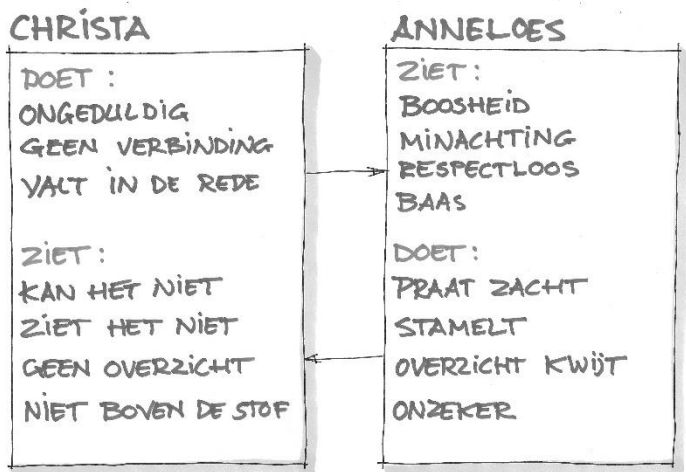 CHRISTA
DOET :
ONGEDULDIG
GEEN VERBINDING
VALT IN DE REDE
ZIET :
KAN HET NIET
ZIET HET NIET
GEEN OVERZICHT
NIET BOVEN DE STOF
ANNELOES
ZIET :
BOOSHEID
MINACHTING
RESPECTLOOS
BAAS
DOET :
PRAAT ZACHT
STAMELT
OVERZICHT KWIJT
ONZEKER